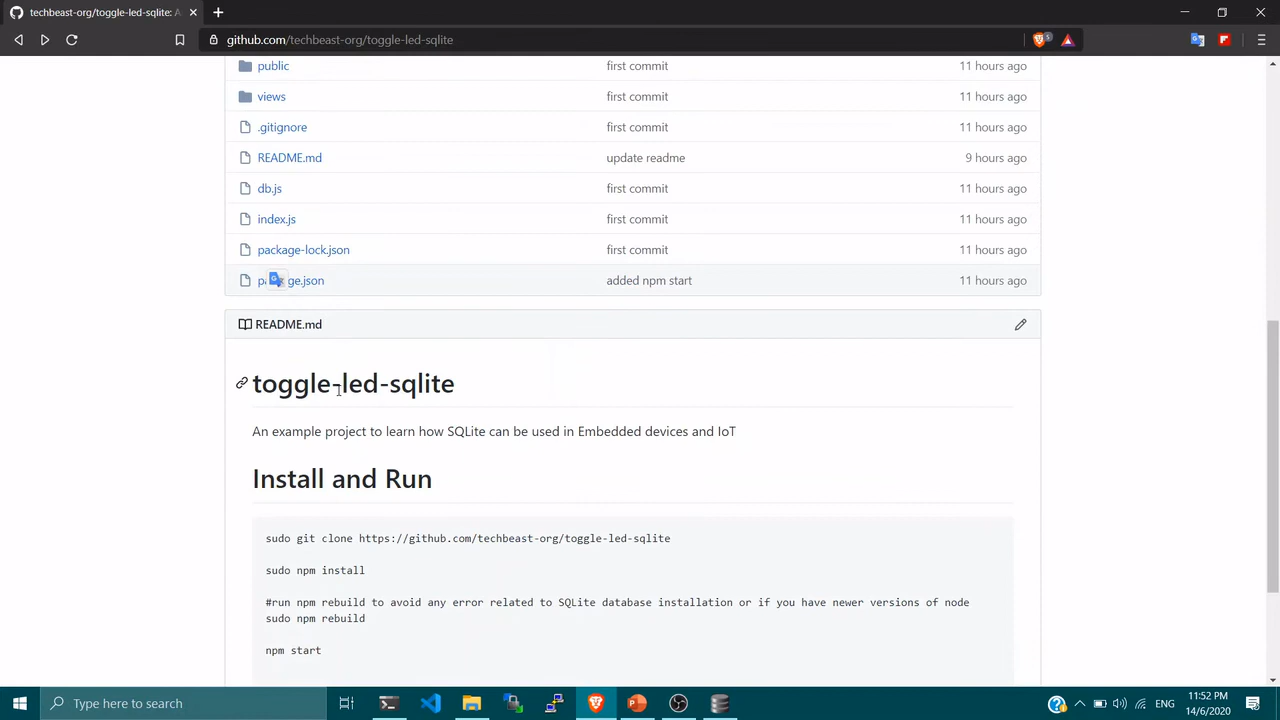 techbeast-org/toggle-led-sqlite: A
github.com/techbeast-org/toggle-led-sqlite
public first commit 11 hours ago
views first commit 11 hours ago
.gitignore first commit 11 hours ago
README.md update readme 9 hours ago
db.js first commit 11 hours ago
index.js first commit 11 hours ago
package-lock.json first commit 11 hours ago
p ge.json added npm start 11 hours ago
README.md
toggle-led-sqlite
An example project to learn how SQLite can be used in Embedded devices and IoT
Install and Run
sudo git clone https://github.com/techbeast-org/toggle-led-sqlite
sudo npm install
#run npm rebuild to avoid any error related to SQLite database installation or if you have newer versions of node
sudo npm rebuild
npm start
Type here to search
ENG
11:52 PM
14/6/2020